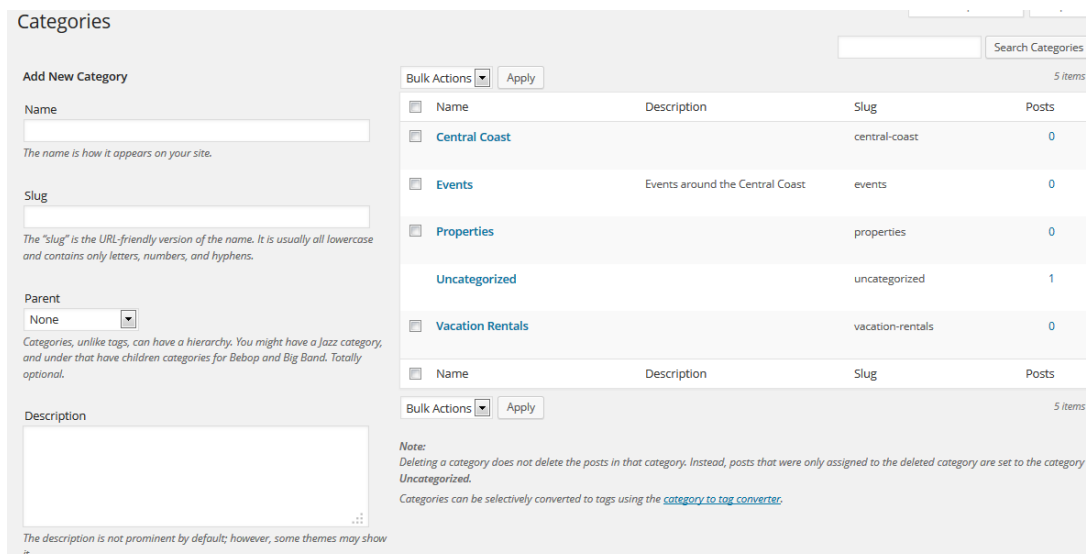 Categories
Search Categories
Add New Category
Bulk Actions Apply 5 items
Name Description Slug Posts
Name
Central Coast central-coast 0
The name is how it appears on your site.
Events Events around the Central Coast events 0
Slug
Properties properties 0
The “slug” is the URL-friendly version of the name. It is usually all lowercase
and contains only letters, numbers, and hyphens.
Uncategorized uncategorized 1
Parent
None
Vacation Rentals vacation-rentals 0
Categories, unlike tags, can have a hierarchy. You might have a Jazz category,
and under that have children categories for Bebop and Big Band. Totally
optional.
Name Description Slug Posts
Bulk Actions Apply 5 items
Description
Note:
Deleting a category does not delete the posts in that category. Instead, posts that were only assigned to the deleted category are set to the category
Uncategorized.
Categories can be selectively converted to tags using the category to tag converter.
The description is not prominent by default; however, some themes may show